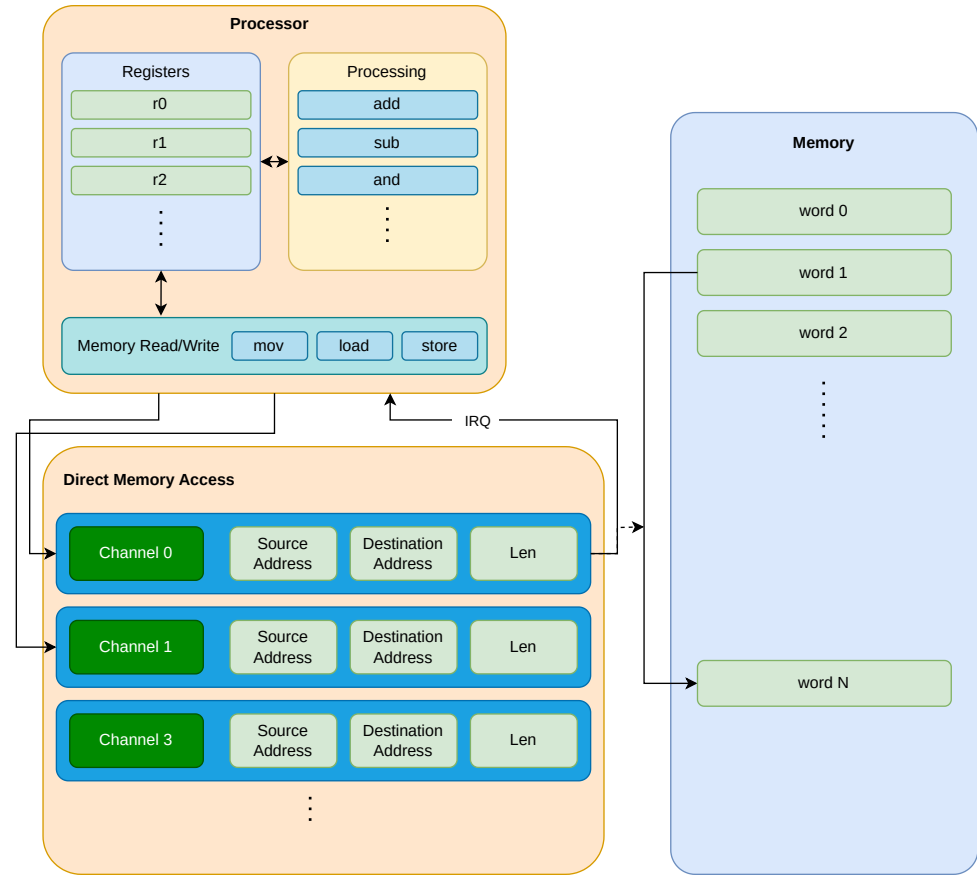 Processor
Registers
r0
r1
r2
Processing
add
sub
and
Memory Read/Write
mov
load
store
IRQ
Direct Memory Access
Channel 0
Source
Address
Destination
Address
Len
Channel 1
Source
Address
Destination
Address
Len
Channel 3
Source
Address
Destination
Address
Len
Memory
word 0
word 1
word 2
word N